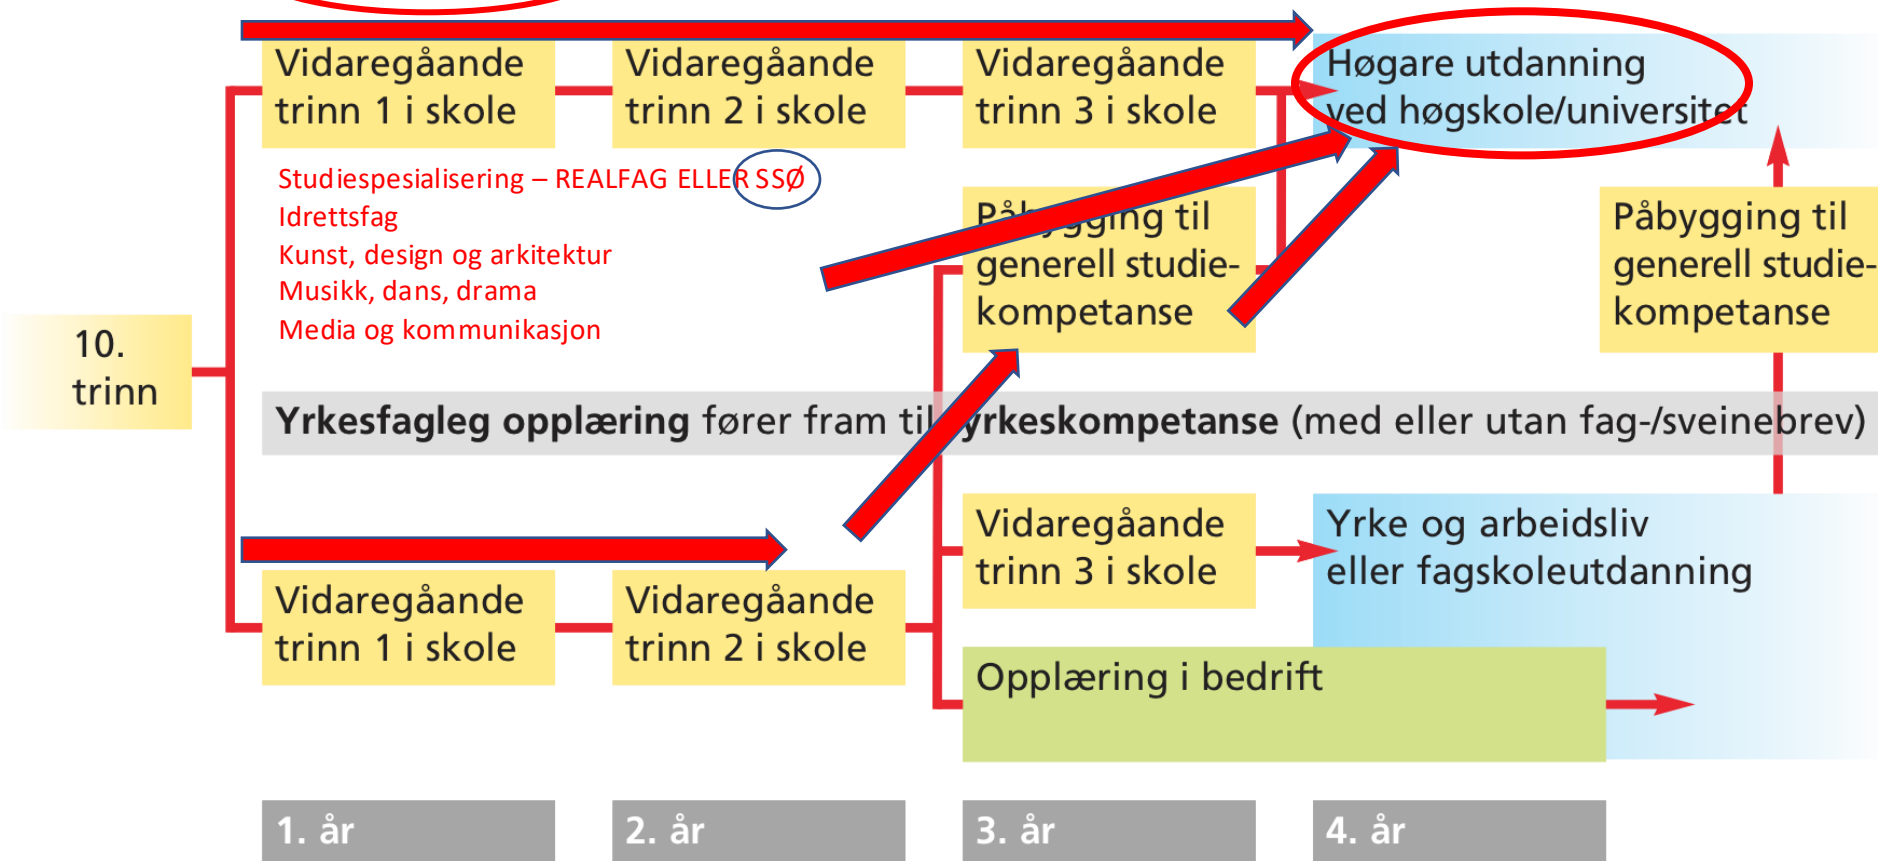 Vidaregåande
trinn 1 i skole
Vidaregåande
trinn 2 i skole
Vidaregåande
trinn 3 i skole
Høgare utdanning
ved høgskole/universitet
Studiespesialisering – REALFAG ELLER SSØ
Idrettsfag
Kunst, design og arkitektur
Musikk, dans, drama
Media og kommunikasjon
Påbygging til
generell studie-
kompetanse
Påbygging til
generell studie-
kompetanse
10.
trinn
Yrkesfagleg opplæring fører fram til yrkeskompetanse (med eller utan fag-/sveinebrev)
Vidaregåande
trinn 1 i skole
Vidaregåande
trinn 2 i skole
Vidaregåande
trinn 3 i skole
Yrke og arbeidsliv
eller fagskoleutdanning
Opplæring i bedrift
1. år
2. år
3. år
4. år